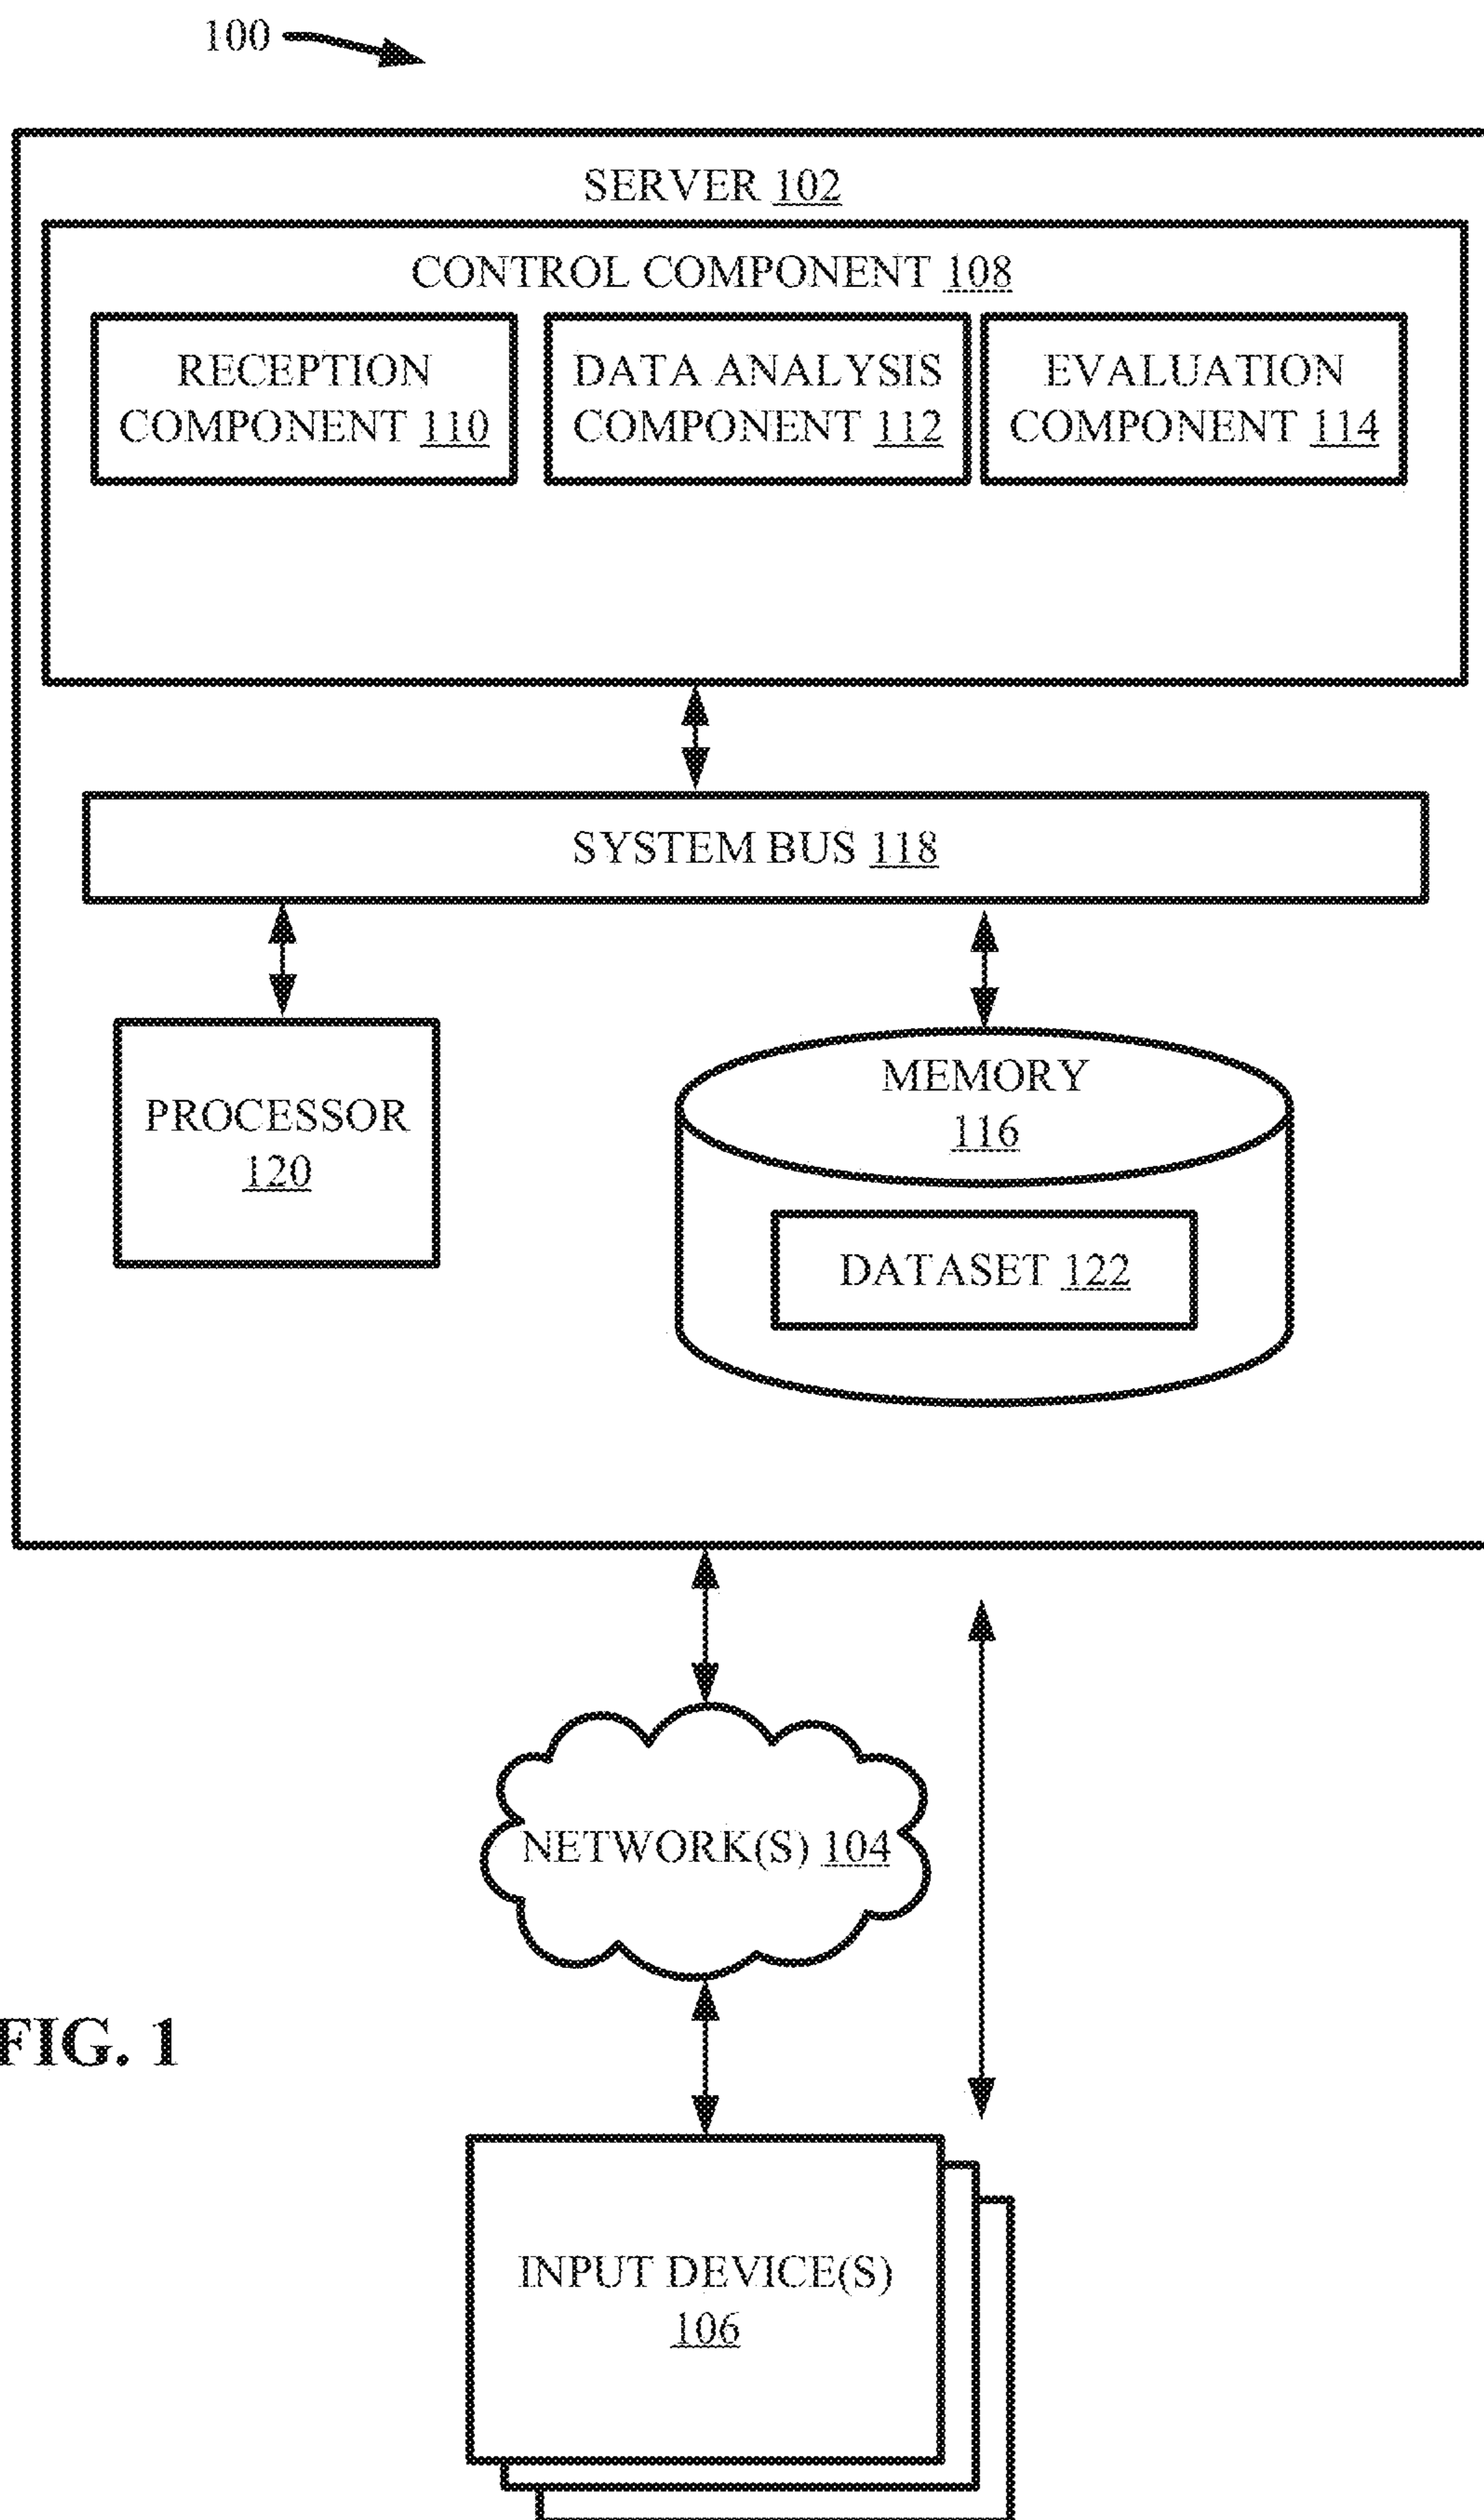 100
SERVER 102
CONTROL COMPONENT 108
RECEPTION
COMPONENT 110
DATA ANALYSIS
COMPONENT 112
EVALUATION
COMPONENT 114
SYSTEM BUS 118
PROCESSOR
120
MEMORY
116
DATASET 122
NETWORK(S) 104
FIG. 1
INPUT DEVICE(S)
106